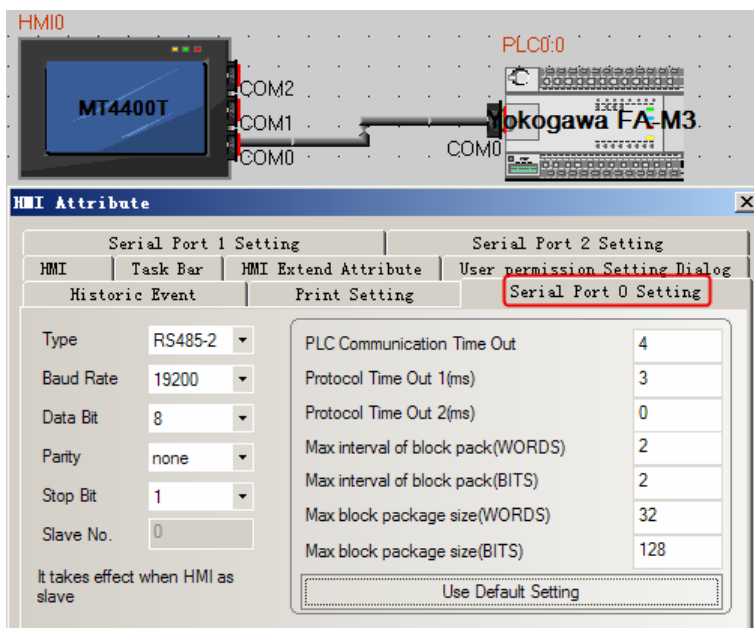 HMI0
PLC0:0
MT4400T
COM2
COM1
COM0
COM0
Yokogawa FA-M3
HMI Attribute
Serial Port 1 Setting
Serial Port 2 Setting
HMI
Task Bar
HMI Extend Attribute
User permission Setting Dialog
Historic Event
Print Setting
Serial Port 0 Setting
Type
RS485-2
Baud Rate
19200
Data Bit
8
Parity
none
Stop Bit
1
Slave No.
0
It takes effect when HMI as
slave
PLC Communication Time Out
4
Protocol Time Out 1(ms)
3
Protocol Time Out 2(ms)
0
Max interval of block pack(WORDS)
2
Max interval of block pack(BITS)
2
Max block package size(WORDS)
32
Max block package size(BITS)
128
Use Default Setting